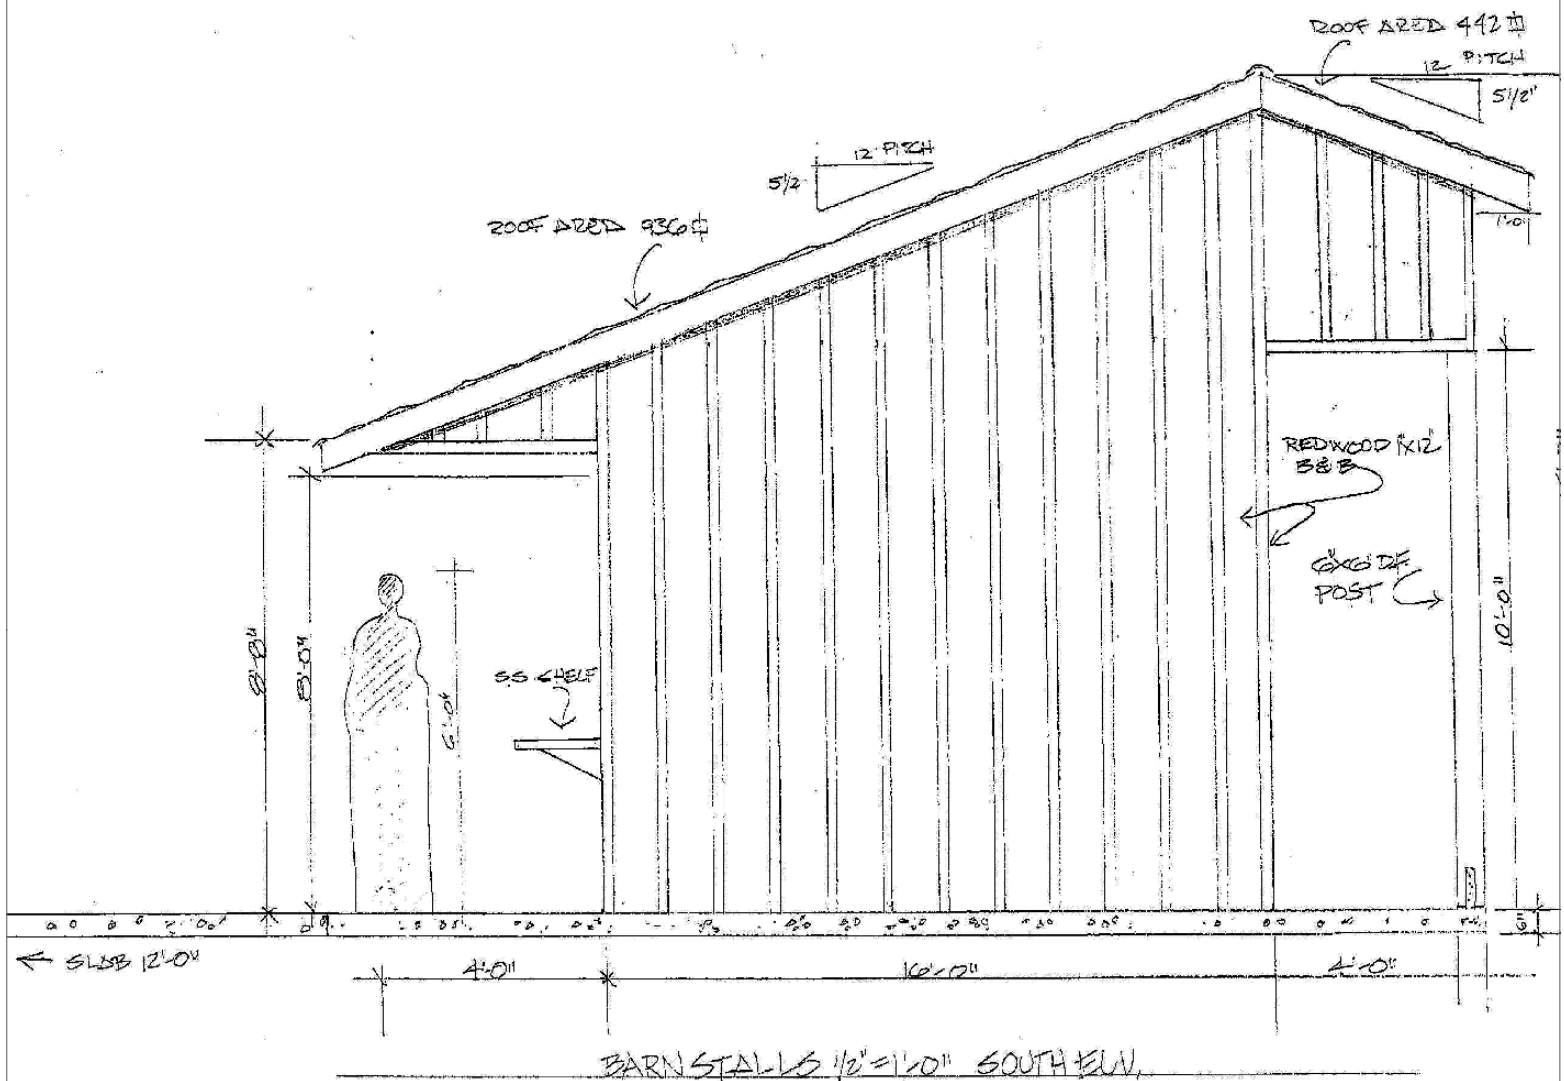 ROOF AREA 442 ⏍
12 PITCH
5 1/2"
12 PITCH
5 1/2
ROOF AREA 936 ⏍
1'-0"
REDWOOD 1"X12"
B&B
6"X6" D.F.
POST
10'-0"
8'-8"
8'-0"
6'-0"
S.S. SHELF
6"
← SLAB 12'-0"
4'-0"
16'-0"
4'-0"
BARN STALLS 1/2"=1'-0" SOUTH ELV.